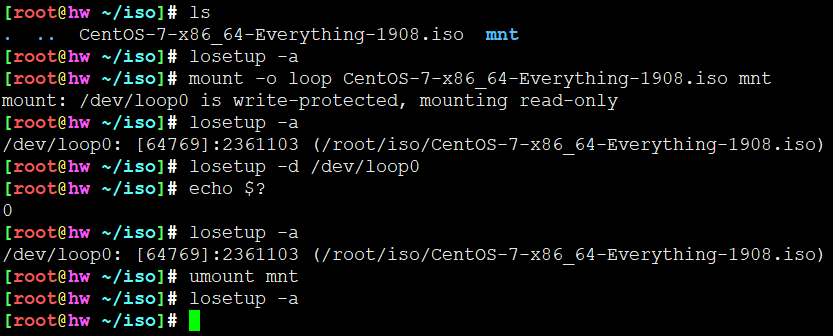 [root@hw ~/iso]# ls
.  ..  CentOS-7-x86_64-Everything-1908.iso  mnt
[root@hw ~/iso]# losetup -a
[root@hw ~/iso]# mount -o loop CentOS-7-x86_64-Everything-1908.iso mnt
mount: /dev/loop0 is write-protected, mounting read-only
[root@hw ~/iso]# losetup -a
/dev/loop0: [64769]:2361103 (/root/iso/CentOS-7-x86_64-Everything-1908.iso)
[root@hw ~/iso]# losetup -d /dev/loop0
[root@hw ~/iso]# echo $?
0
[root@hw ~/iso]# losetup -a
/dev/loop0: [64769]:2361103 (/root/iso/CentOS-7-x86_64-Everything-1908.iso)
[root@hw ~/iso]# umount mnt
[root@hw ~/iso]# losetup -a
[root@hw ~/iso]#